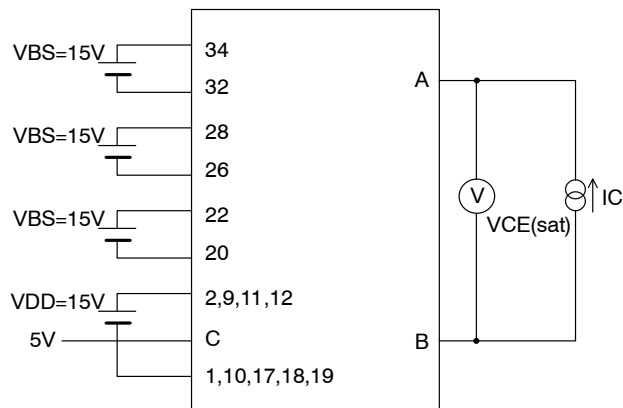 VBS=15V
34
32
VBS=15V
28
26
VBS=15V
22
20
VDD=15V
2,9,11,12
5V
C
1,10,17,18,19
A
V
VCE(sat)
IC
B